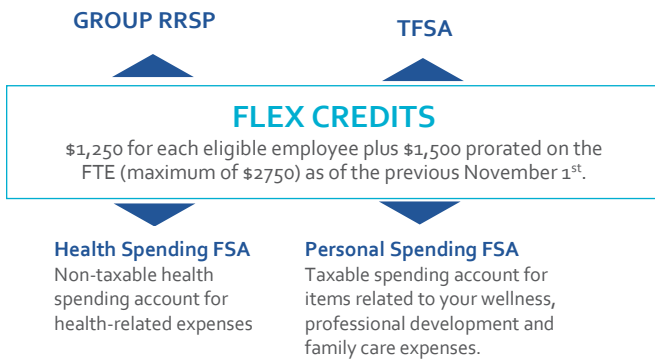 GROUP RRSP
TFSA
FLEX CREDITS
$1,250 for each eligible employee plus $1,500 prorated on the
FTE (maximum of $2750) as of the previous November 1st.
Health Spending FSA
Non-taxable health
spending account for
health-related expenses
Personal Spending FSA
Taxable spending account for
items related to your wellness,
professional development and
family care expenses.